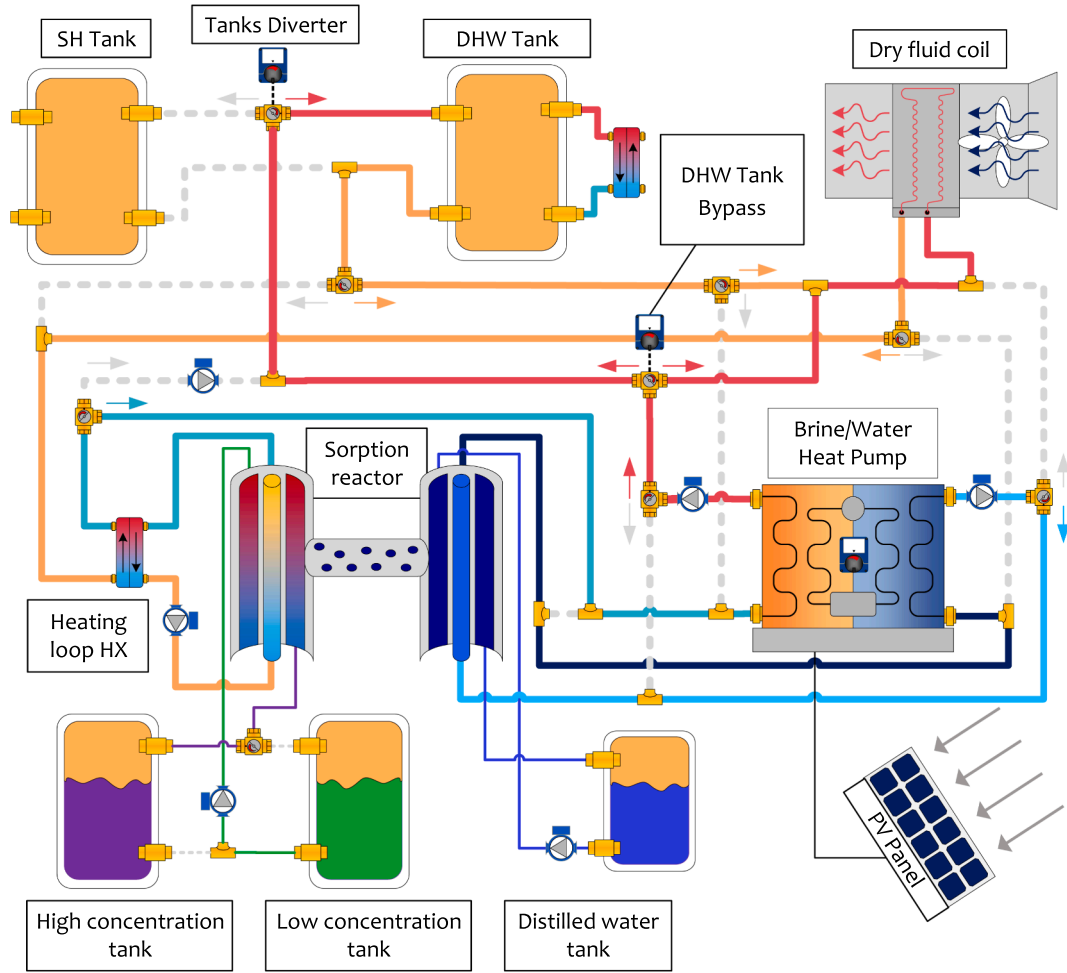 Tanks Diverter
SH Tank
DHW Tank
Dry fluid coil
DHW Tank
Bypass
Brine/Water
Heat Pump
Sorption
reactor
Heating
loop HX
PV Panel
High concentration
tank
Low concentration
tank
Distilled water
tank